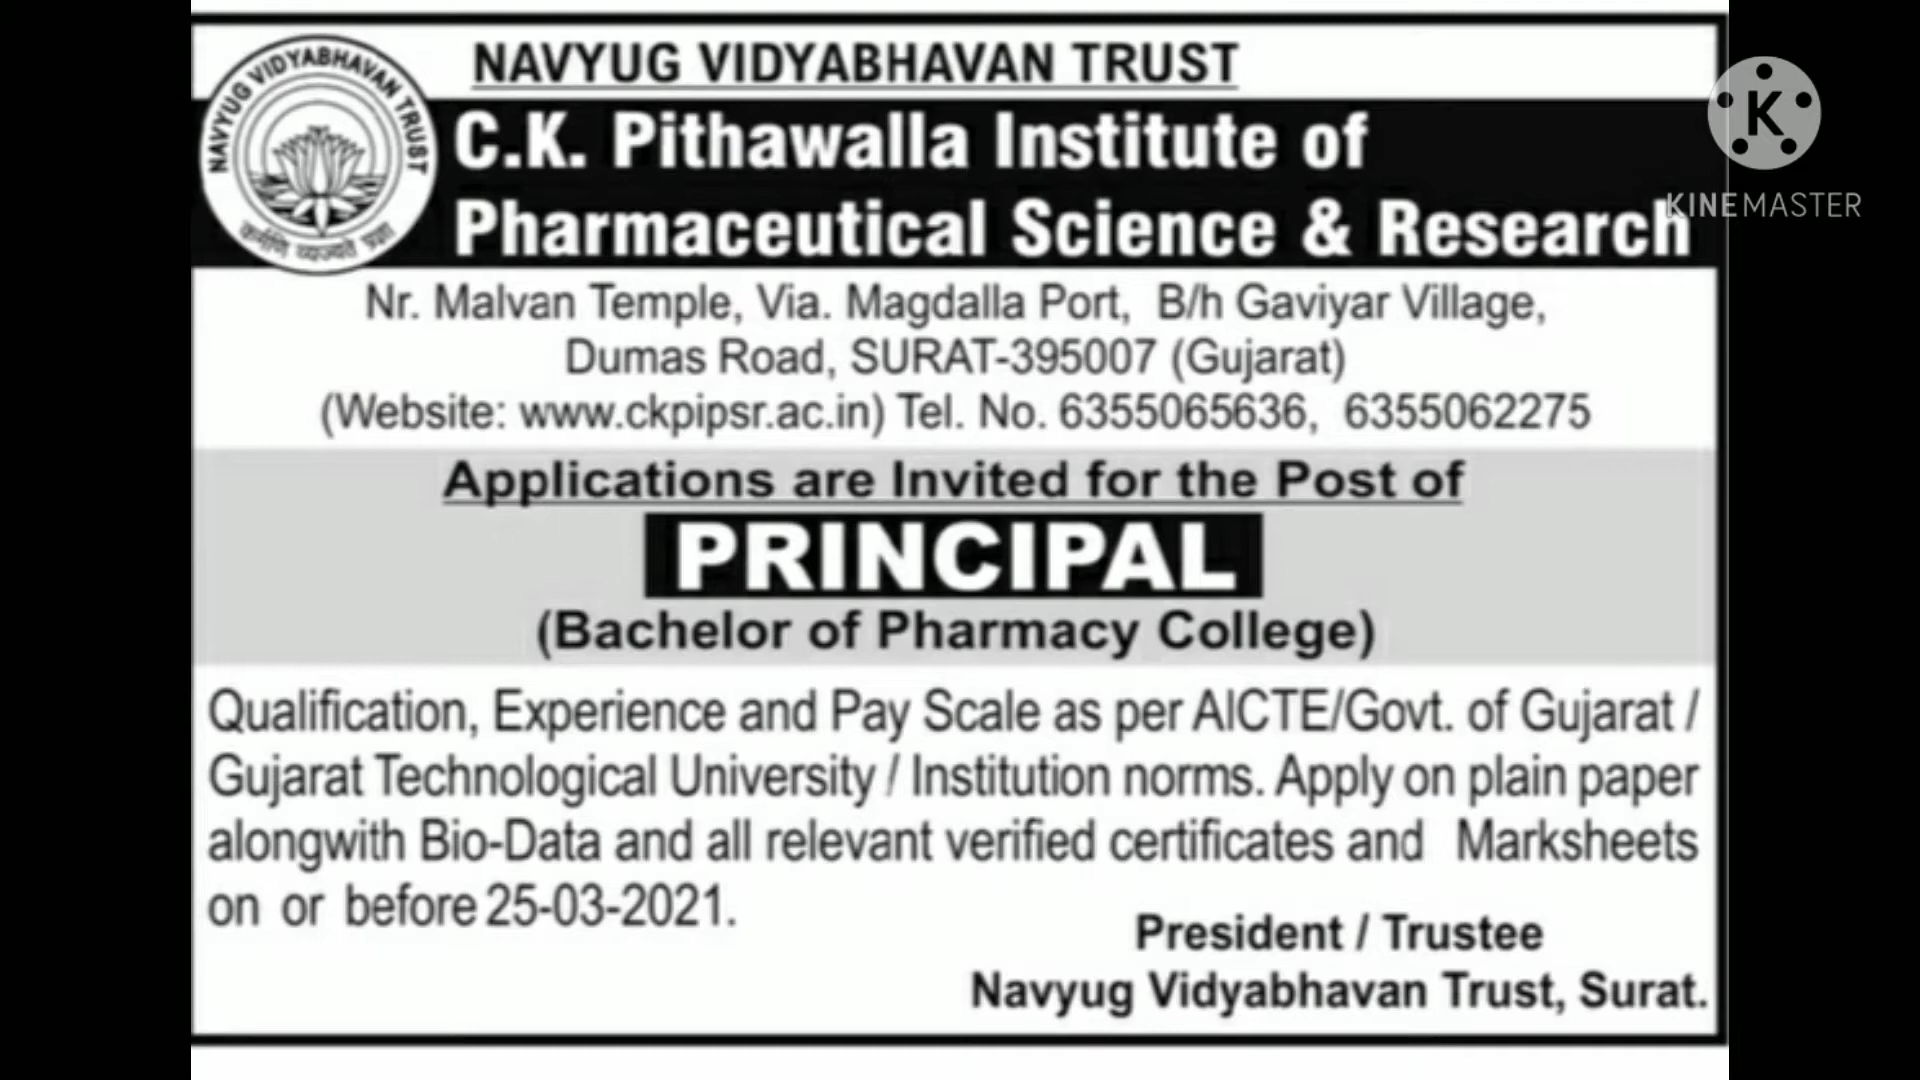 NAVYUG VIDYABHAVAN TRUST
NAVYUG VIDYABHAVAN TRUST
C.K. Pithawalla Institute of
Pharmaceutical Science & Research
K
KINEMASTER
Nr. Malvan Temple, Via. Magdalla Port, B/h Gaviyar Village,
Dumas Road, SURAT-395007 (Gujarat)
(Website: www.ckpipsr.ac.in) Tel. No. 6355065636, 6355062275
Applications are Invited for the Post of
PRINCIPAL
(Bachelor of Pharmacy College)
Qualification, Experience and Pay Scale as per AICTE/Govt. of Gujarat /
Gujarat Technological University / Institution norms. Apply on plain paper
alongwith Bio-Data and all relevant verified certificates and Marksheets
on or before 25-03-2021.
President / Trustee
Navyug Vidyabhavan Trust, Surat.